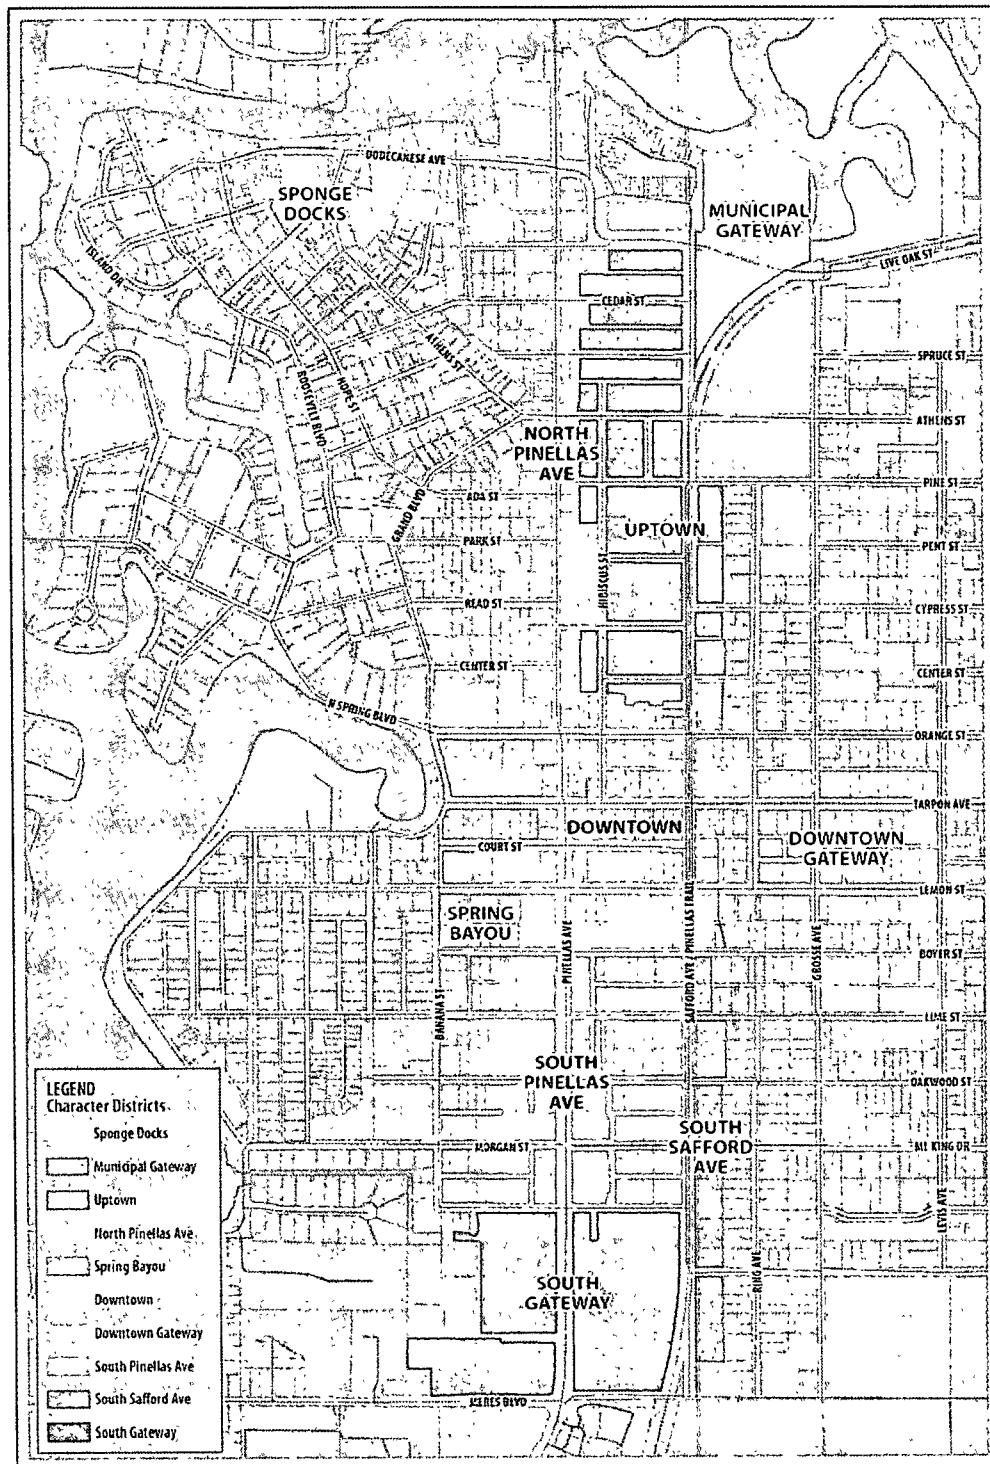 DODECANESE AVE
SPONGE
DOCKS
MUNICIPAL
GATEWAY
ISLAND DR
LIVE OAK ST
CEDAR ST
ATHENS ST
SPRUCE ST
ROOSEVELT BLVD
HOPE ST
ATHENS ST
NORTH
PINELLAS
AVE
PINE ST
ADA ST
GRAND BLVD
UPTOWN
PARK ST
PENT ST
HIBISCUS ST
READ ST
CYPRESS ST
CENTER ST
CENTER ST
N SPRING BLVD
ORANGE ST
TARPON AVE
DOWNTOWN
DOWNTOWN
GATEWAY
COURT ST
LEMON ST
SPRING
BAYOU
PINELLAS AVE
SAFFORD AVE / PINELLAS TRAIL
GROSSE AVE
BOYER ST
BANANA ST
LIME ST
SOUTH
PINELLAS
AVE
OAKWOOD ST
SOUTH
SAFFORD
AVE
MORGAN ST
ML KING DR
LEVIS AVE
RING AVE
SOUTH
GATEWAY
MERES BLVD
LEGEND
Character Districts
Sponge Docks
Municipal Gateway
Uptown
North Pinellas Ave
Spring Bayou
Downtown
Downtown Gateway
South Pinellas Ave
South Safford Ave
South Gateway